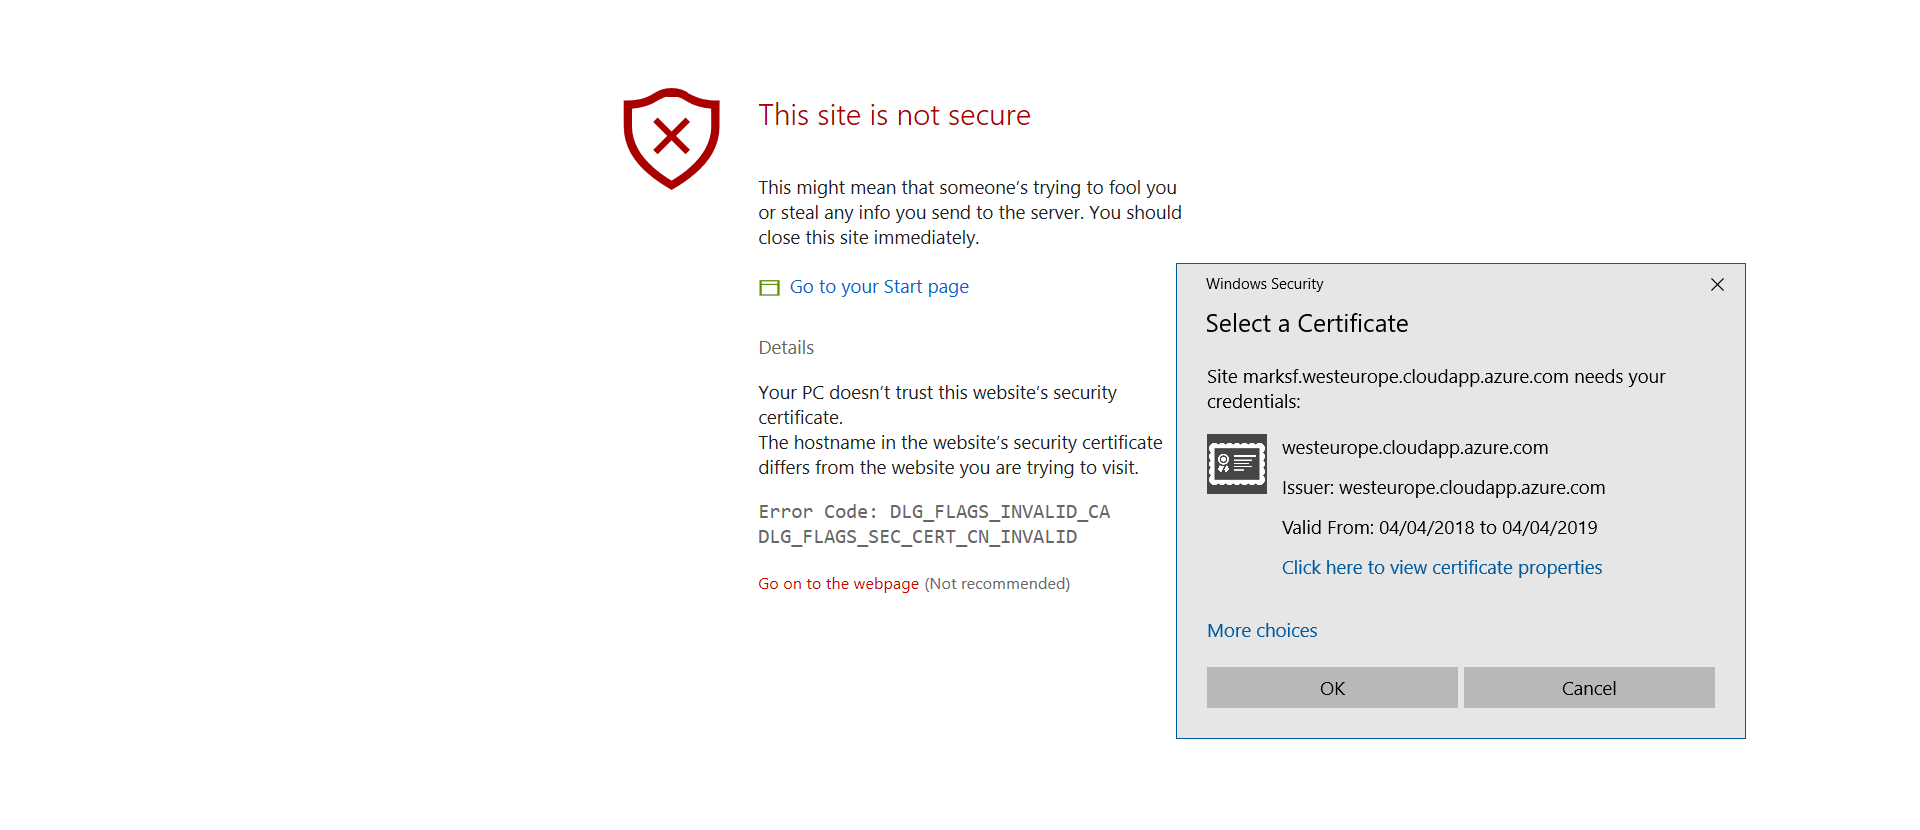 This site is not secure
This might mean that someone's trying to fool you
or steal any info you send to the server. You should
close this site immediately.
Go to your Start page
Details
Your PC doesn't trust this website's security
certificate.
The hostname in the website's security certificate
differs from the website you are trying to visit.
Error Code: DLG_FLAGS_INVALID_CA
DLG_FLAGS_SEC_CERT_CN_INVALID
Go on to the webpage (Not recommended)
Windows Security
Select a Certificate
Site marksf.westeurope.cloudapp.azure.com needs your
credentials:
westeurope.cloudapp.azure.com
Issuer: westeurope.cloudapp.azure.com
Valid From: 04/04/2018 to 04/04/2019
Click here to view certificate properties
More choices
OK
Cancel